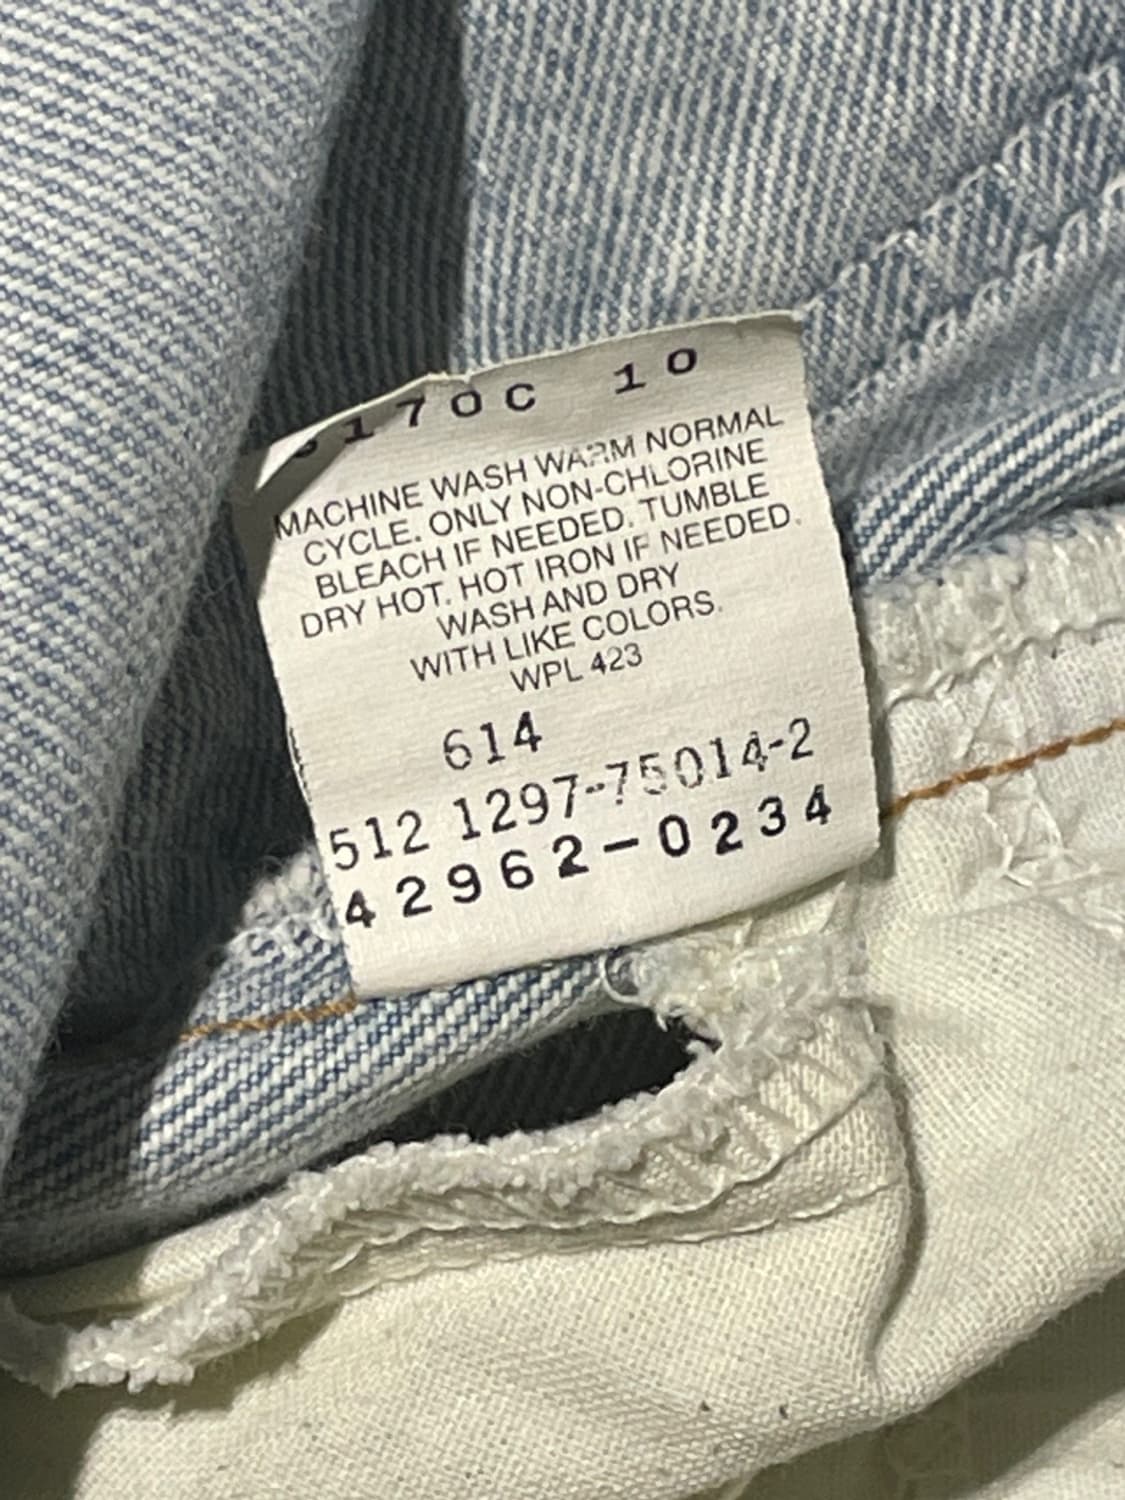 170C 10
MACHINE WASH WARM NORMAL
CYCLE. ONLY NON-CHLORINE
BLEACH IF NEEDED. TUMBLE
DRY HOT. HOT IRON IF NEEDED.
WASH AND DRY
WITH LIKE COLORS.
WPL 423
614
512 1297-75014-2
42962-0234